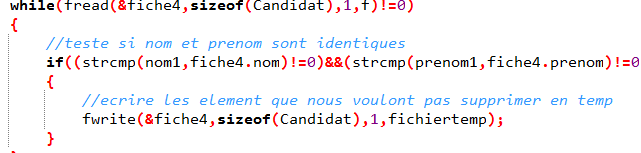 while(fread(&fiche4,sizeof(Candidat),1,f)!=0)
{
//teste si nom et prenom sont identiques
if((strcmp(nom1,fiche4.nom)!=0)&&(strcmp(prenom1,fiche4.prenom)!=0
{
//ecrire les element que nous voulont pas supprimer en temp
fwrite(&fiche4,sizeof(Candidat),1,fichiertemp);
}